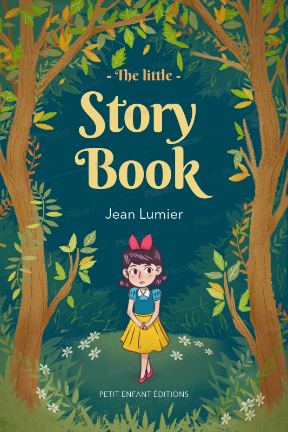 - The little -
Story
Book
Jean Lumier
PETIT ENFANT ÉDITIONS